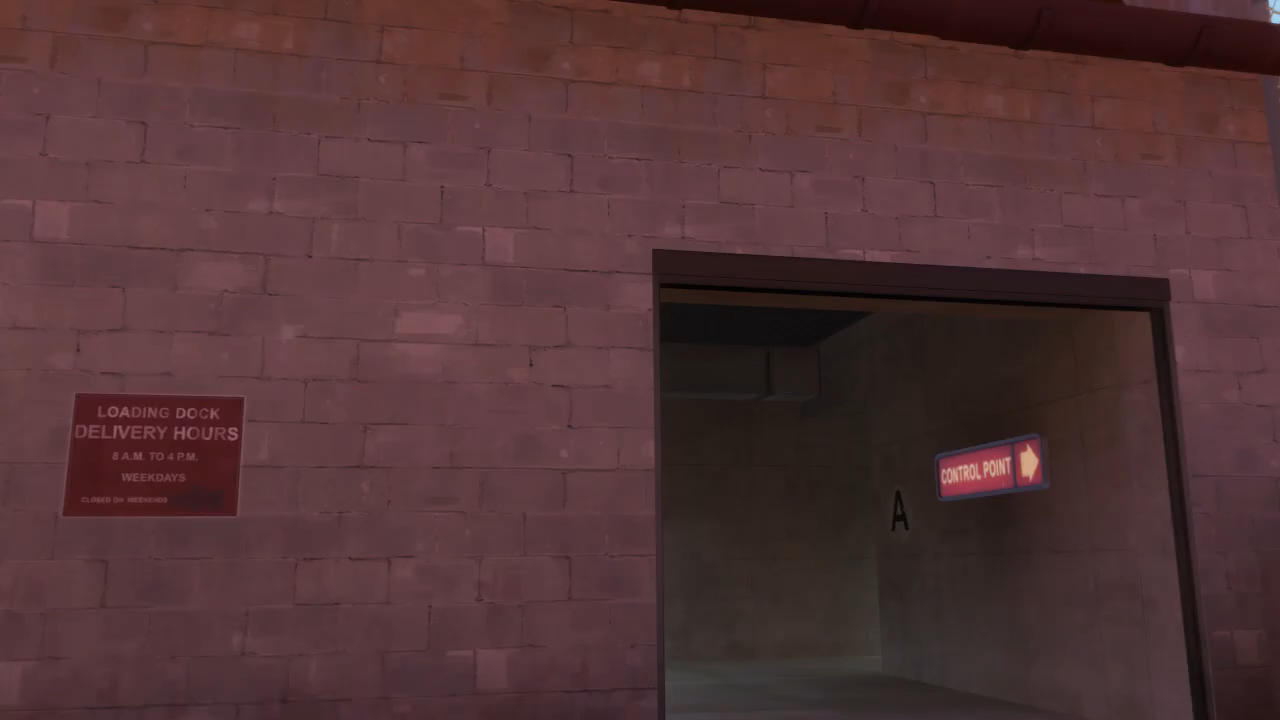 LOADING DOCK
DELIVERY HOURS
8 A.M. TO 4 P.M.
WEEKDAYS
CLOSED ON WEEKENDS
A
CONTROL POINT